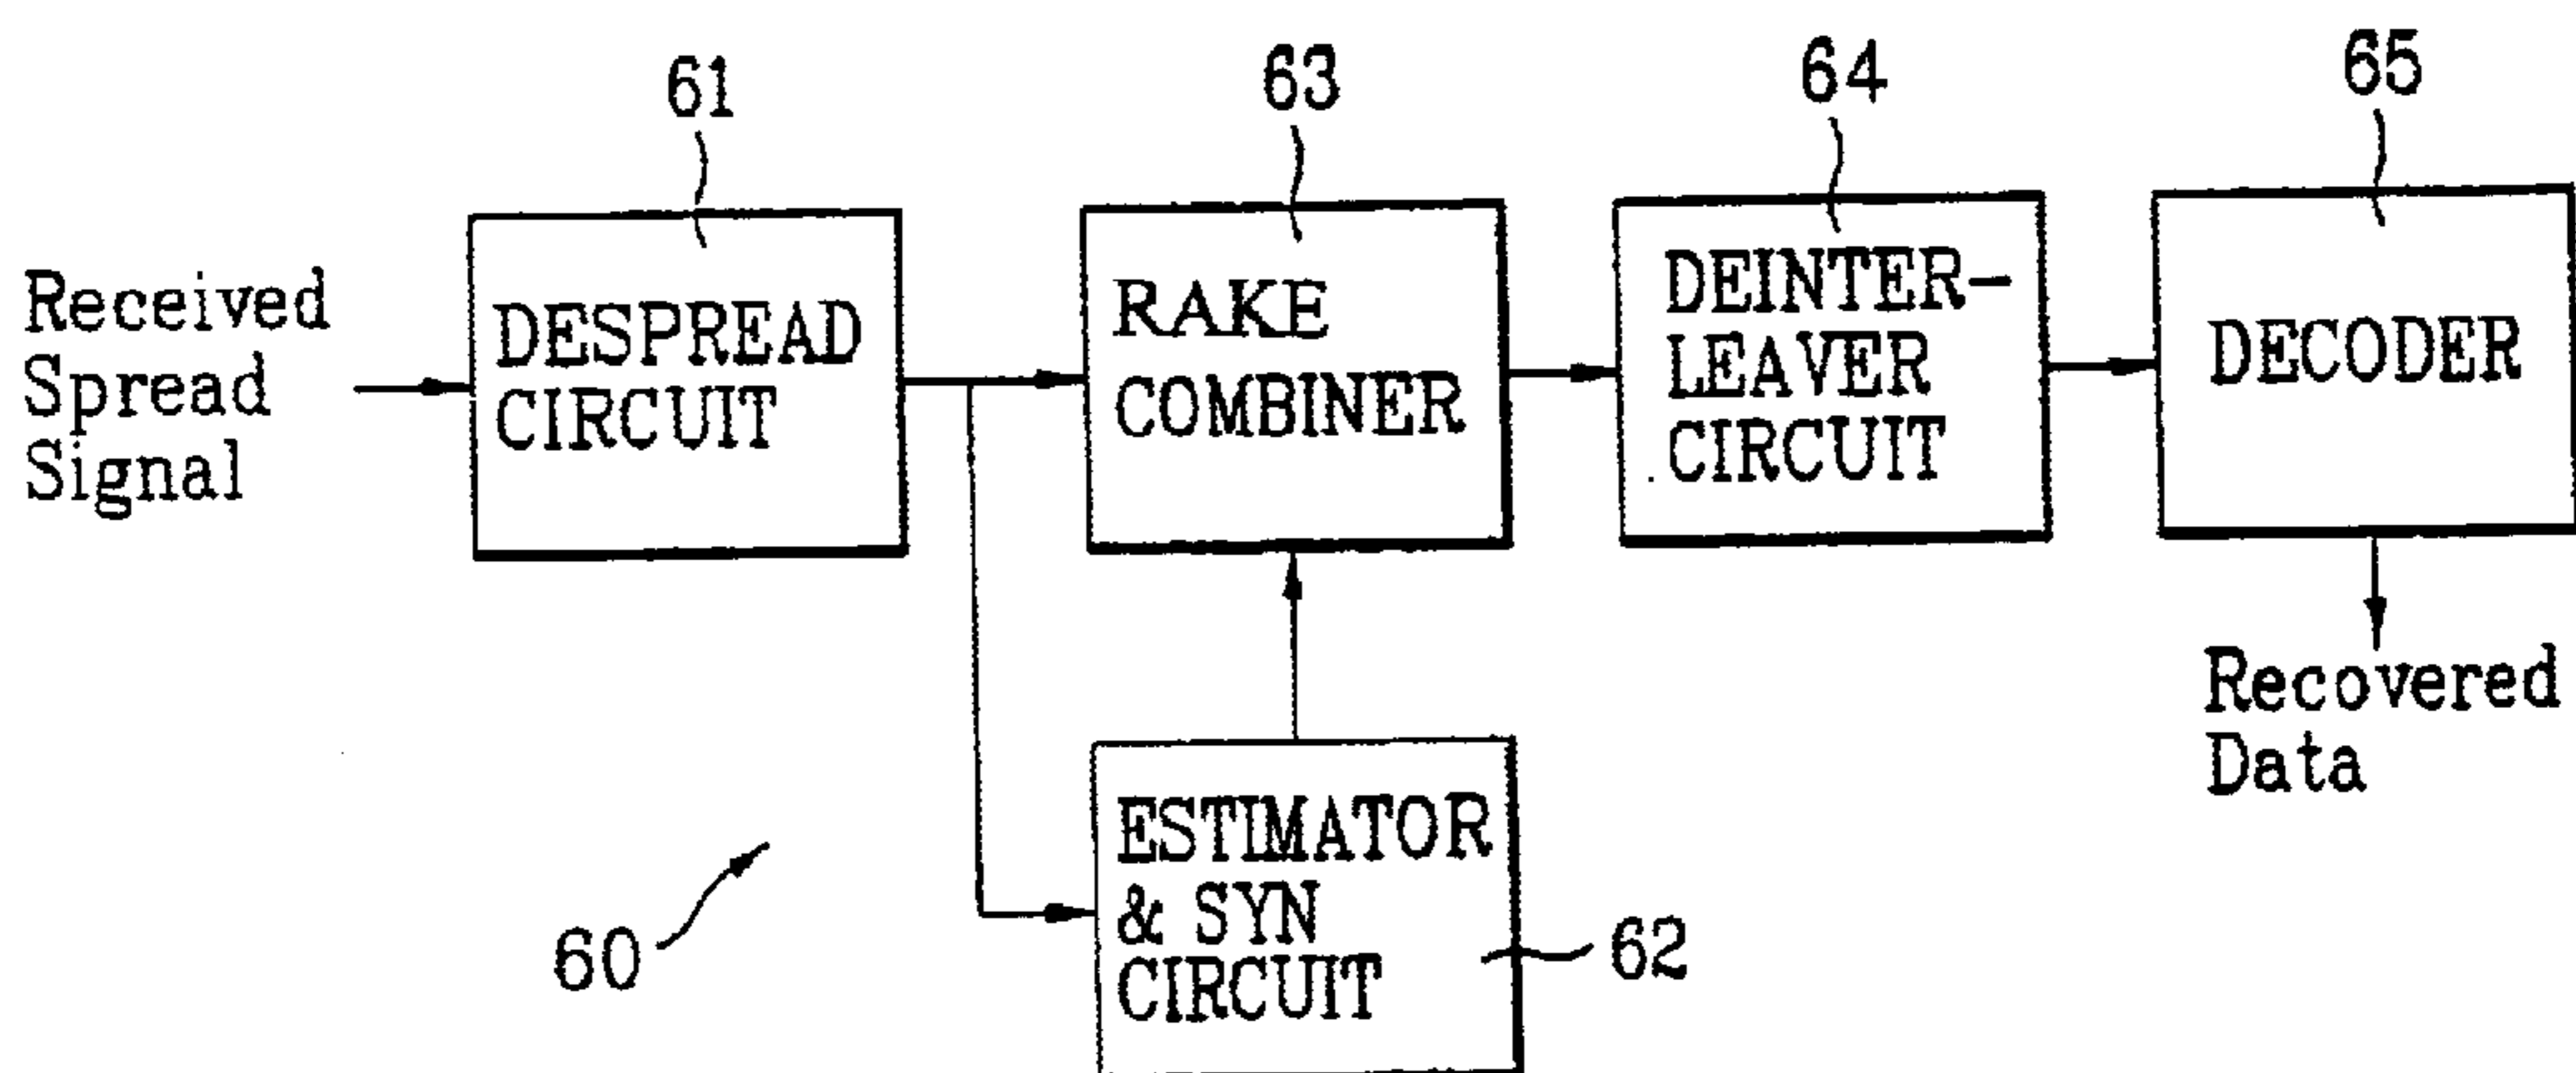 61
63
64
65
Received
Spread
Signal
DESPREAD
CIRCUIT
RAKE
COMBINER
DEINTER-
LEAVER
CIRCUIT
DECODER
Recovered
Data
ESTIMATOR
& SYN
CIRCUIT
60
62